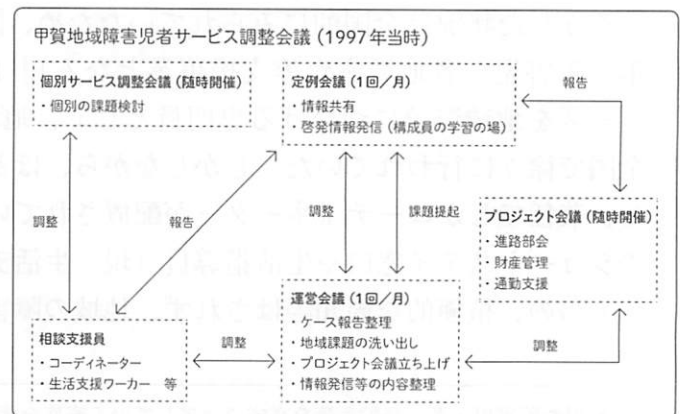 甲賀地域障害児者サービス調整会議（1997年当時）
個別サービス調整会議（随時開催）
・個別の課題検討
定例会議（1回／月）
・情報共有
・啓発情報発信（構成員の学習の場）
報告
調整
報告
調整
課題提起
プロジェクト会議（随時開催）
・進路部会
・財産管理
・通勤支援
運営会議（1回／月）
・ケース報告整理
・地域課題の洗い出し
・プロジェクト会議立ち上げ
・情報発信等の内容整理
相談支援員
・コーディネーター
・生活支援ワーカー　等
調整
調整